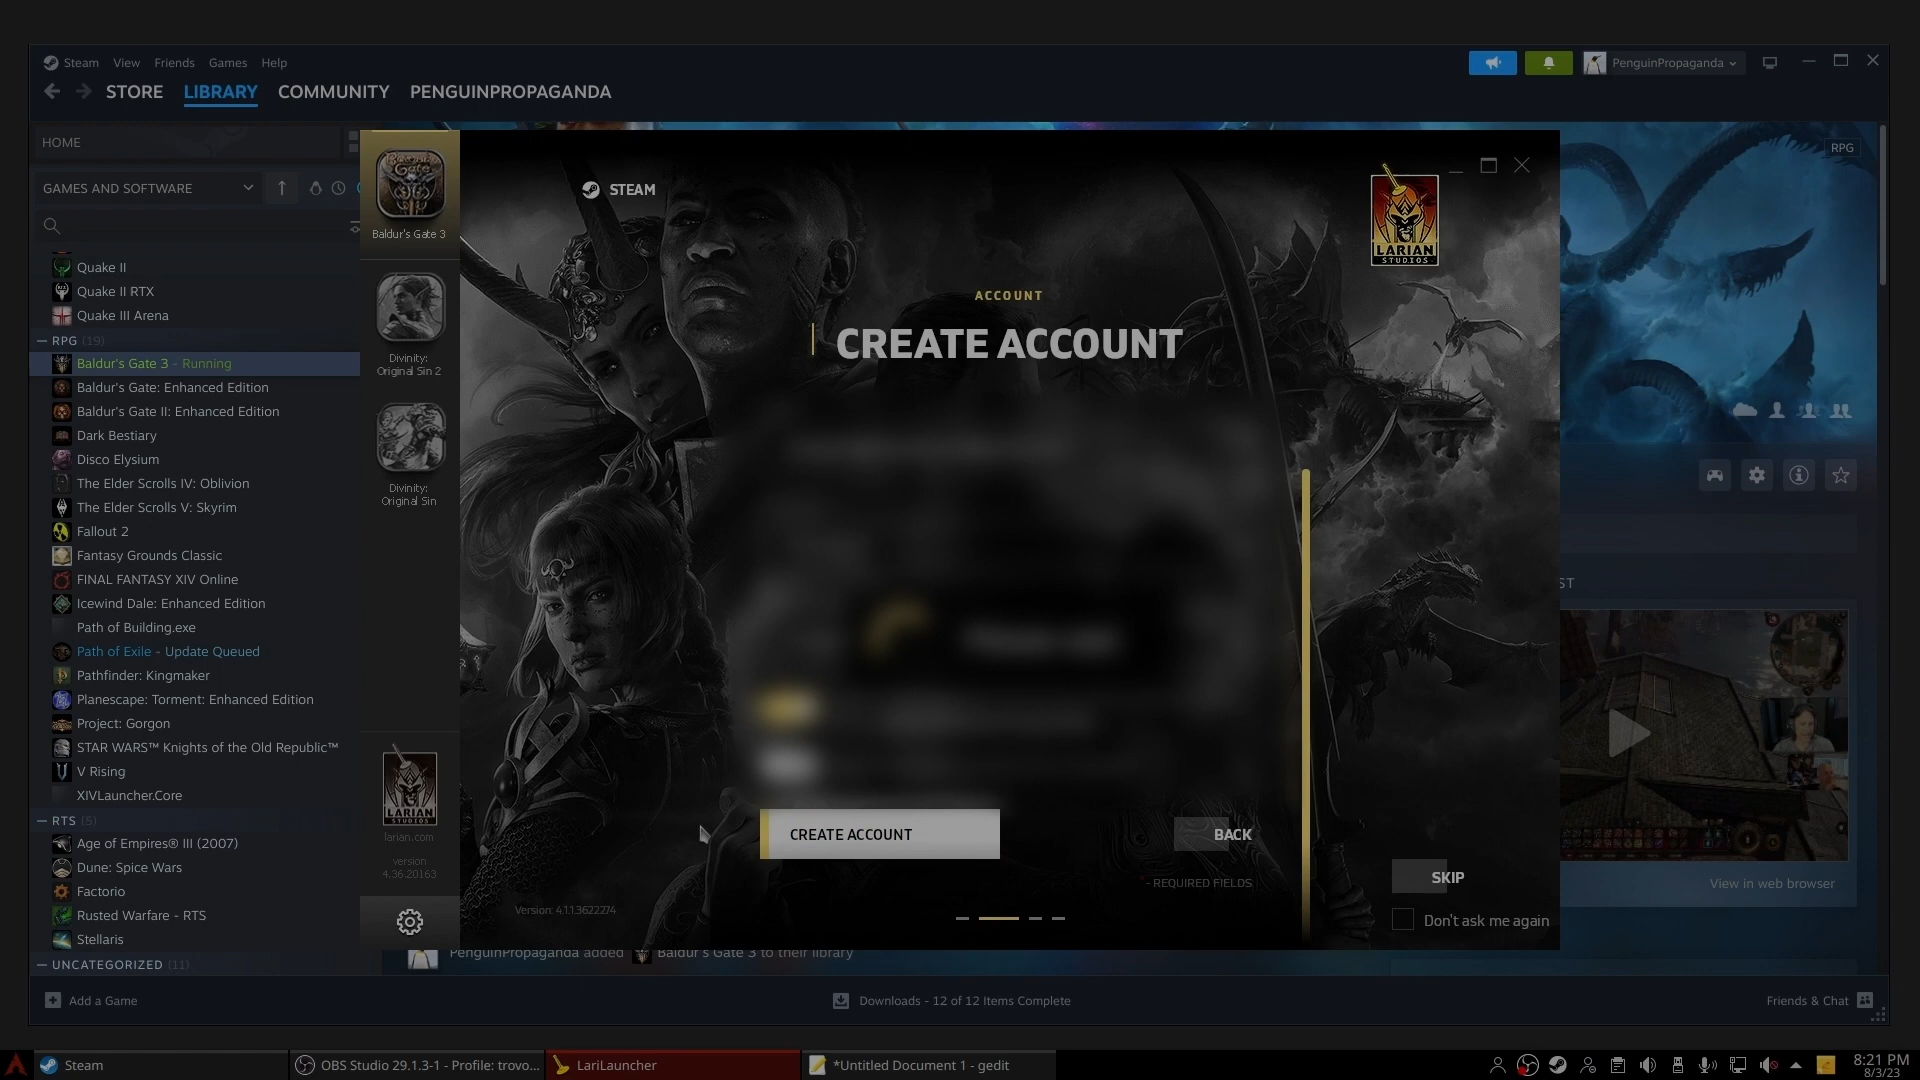 Steam View Friends Games Help
PenguinPropaganda
STORE LIBRARY COMMUNITY PENGUINPROPAGANDA
HOME
RPG
GAMES AND SOFTWARE
Quake II
Quake II RTX
Quake III Arena
— RPG (19)
Baldur's Gate 3 - Running
Baldur's Gate: Enhanced Edition
Baldur's Gate II: Enhanced Edition
Dark Bestiary
Disco Elysium
The Elder Scrolls IV: Oblivion
The Elder Scrolls V: Skyrim
Fallout 2
Fantasy Grounds Classic
FINAL FANTASY XIV Online
Icewind Dale: Enhanced Edition
Path of Building.exe
Path of Exile - Update Queued
Pathfinder: Kingmaker
Planescape: Torment: Enhanced Edition
Project: Gorgon
STAR WARS™ Knights of the Old Republic™
V Rising
XIVLauncher.Core
— RTS (5)
Age of Empires® III (2007)
Dune: Spice Wars
Factorio
Rusted Warfare - RTS
Stellaris
— UNCATEGORIZED (11)
Baldur's Gate 3
Divinity:
Original Sin 2
Divinity:
Original Sin
LARIAN
STUDIOS
larian.com
version
4.36.20163
STEAM
LARIAN
STUDIOS
ACCOUNT
CREATE ACCOUNT
CREATE ACCOUNT
BACK
* - REQUIRED FIELDS
SKIP
Don't ask me again
Version: 4.1.1.3622274
ST
View in web browser
PenguinPropaganda added Baldur's Gate 3 to their library
Add a Game
Downloads - 12 of 12 Items Complete
Friends & Chat
Steam
OBS Studio 29.1.3-1 - Profile: trovo...
LariLauncher
*Untitled Document 1 - gedit
8:21 PM
8/3/23